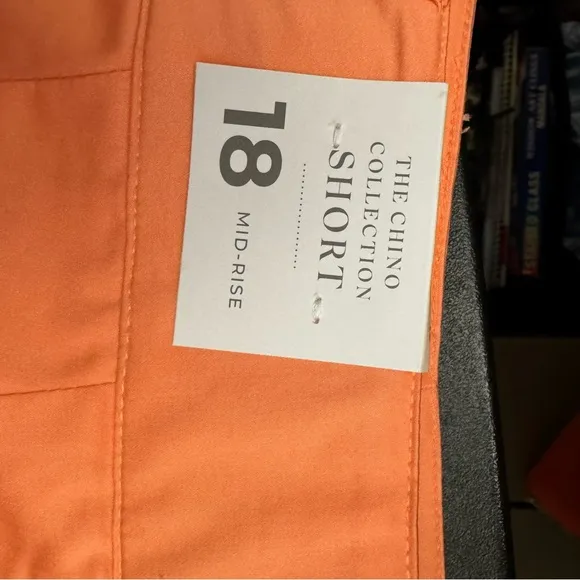 THE CHINO
COLLECTION
SHORT
18
MID-RISE